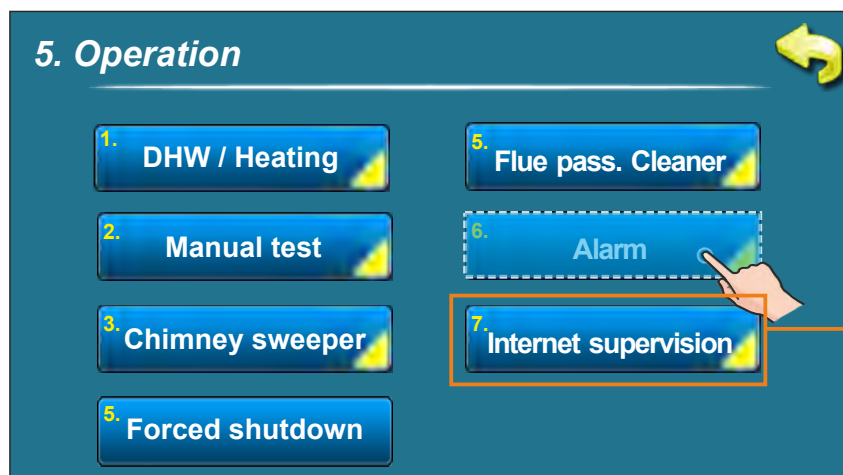 5. Operation
1. DHW / Heating
2. Manual test
3. Chimney sweeper
5. Forced shutdown
5. Flue pass. Cleaner
6. Alarm
7. Internet supervision